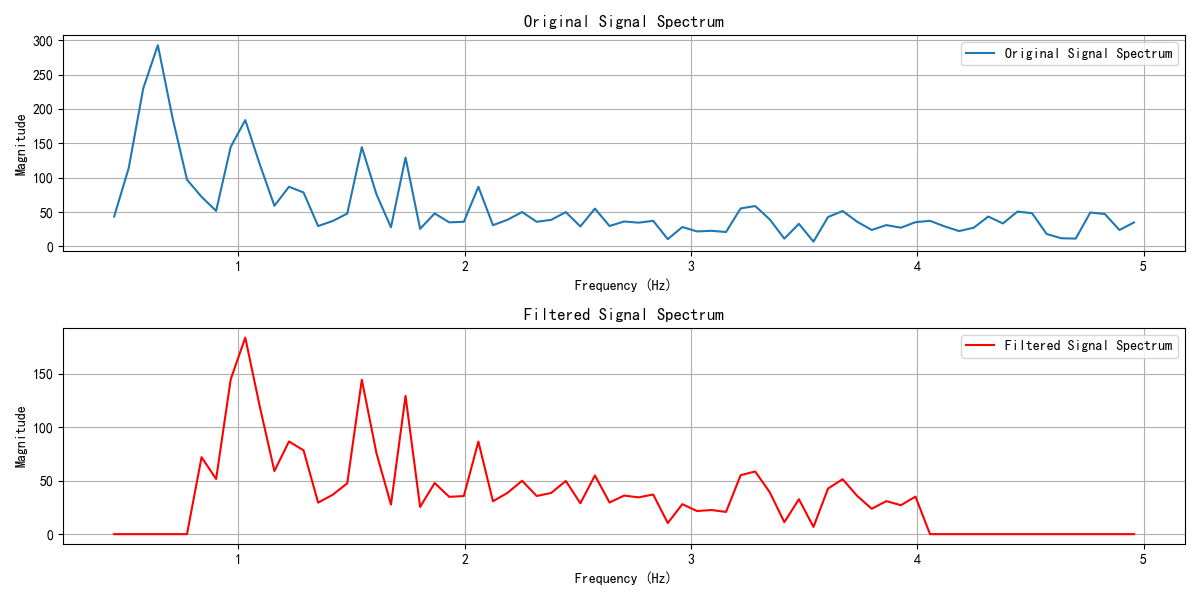 Original Signal Spectrum
300
250
200
150
100
50
0
Magnitude
Original Signal Spectrum
1 2 3 4 5
Frequency (Hz)
Filtered Signal Spectrum
150
100
50
0
Magnitude
Filtered Signal Spectrum
1 2 3 4 5
Frequency (Hz)